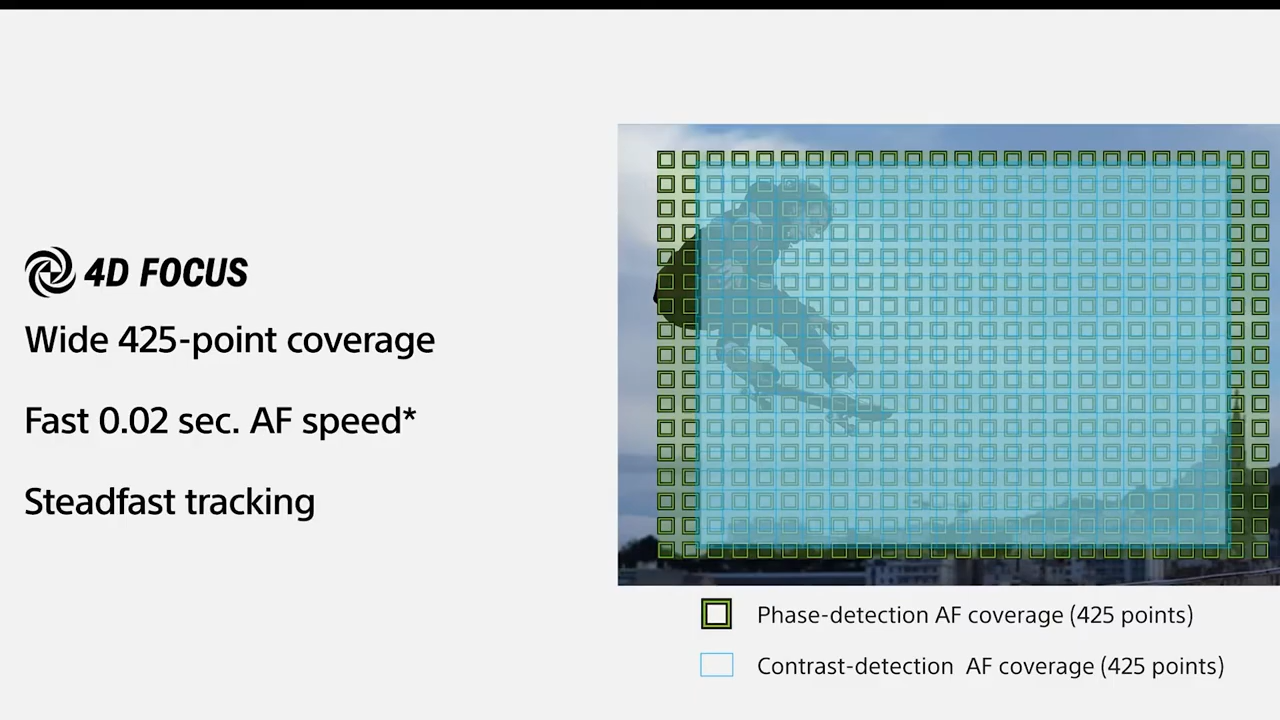 4D FOCUS
Wide 425-point coverage
Fast 0.02 sec. AF speed*
Steadfast tracking
Phase-detection AF coverage (425 points)
Contrast-detection AF coverage (425 points)